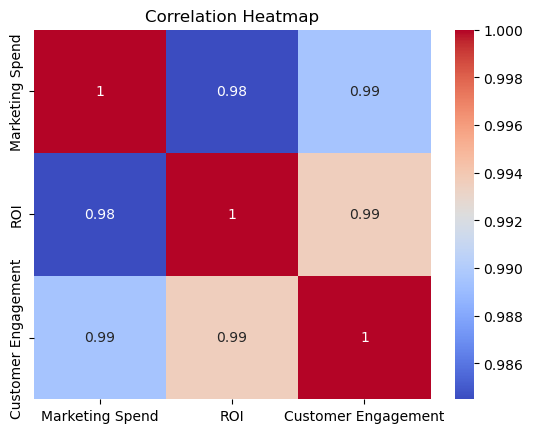 Correlation Heatmap
Marketing Spend
1
0.98
0.99
ROI
0.98
1
0.99
Customer Engagement
0.99
0.99
1
Marketing Spend
ROI
Customer Engagement
1.000
0.998
0.996
0.994
0.992
0.990
0.988
0.986